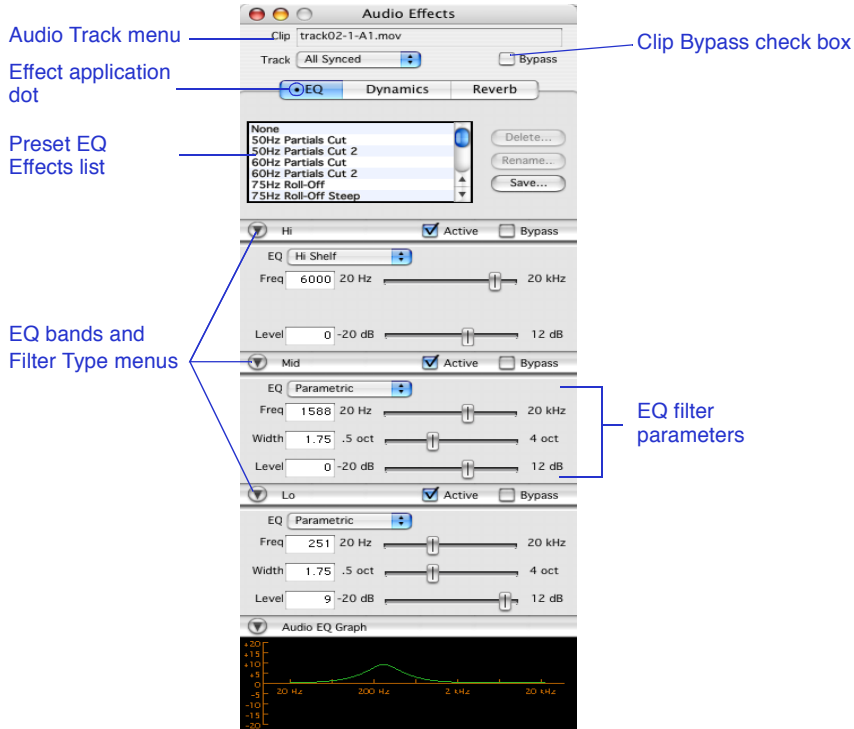 Audio Effects
Audio Track menu
Clip track02-1-A1.mov
Clip Bypass check box
Track All Synced Bypass
Effect application
dot
EQ Dynamics Reverb
Preset EQ
Effects list
None
50Hz Partials Cut
50Hz Partials Cut 2
60Hz Partials Cut
60Hz Partials Cut 2
75Hz Roll-Off
75Hz Roll-Off Steep
Delete...
Rename...
Save...
Hi Active Bypass
EQ Hi Shelf
Freq 6000 20 Hz 20 kHz
Level 0 -20 dB 12 dB
EQ bands and
Filter Type menus
Mid Active Bypass
EQ Parametric
Freq 1588 20 Hz 20 kHz
Width 1.75 .5 oct 4 oct
Level 0 -20 dB 12 dB
EQ filter
parameters
Lo Active Bypass
EQ Parametric
Freq 251 20 Hz 20 kHz
Width 1.75 .5 oct 4 oct
Level 9 -20 dB 12 dB
Audio EQ Graph
+20
+15
+10
+5
0
-5
-10
-15
-20
20 Hz 200 Hz 2 kHz 20 kHz